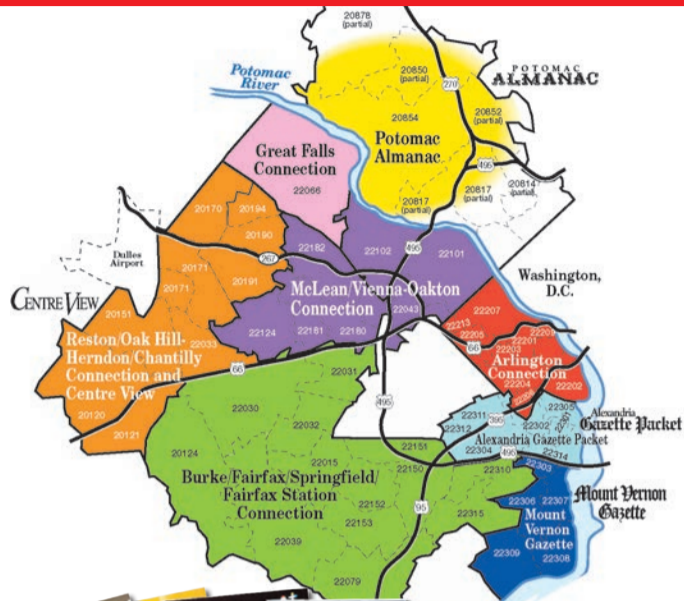 20878
(partial)
POTOMAC
ALMANAC
Potomac
River
20850
(partial)
270
20852
(partial)
20854
Potomac
Almanac
495
20814
(partial)
20817
(partial)
20817
(partial)
Great Falls
Connection
22066
20170
20194
20190
22182
22102
22101
495
267
Dulles
Airport
20171
20171
20191
McLean/Vienna-Oakton
Connection
Washington,
D.C.
CENTRE VIEW
20151
22043
22207
22124
22181
22180
22213
22205
22201
22209
22203
66
Reston/Oak Hill-
Herndon/Chantilly
Connection and
Centre View
22033
66
22031
Arlington
Connection
22204
22206
22202
20120
20121
22030
22032
495
22311
22312
395
22302
22305
22301
Alexandria
Gazette Packet
Alexandria Gazette Packet
22304
495
22314
20124
22015
22151
22150
22310
22303
Burke/Fairfax/Springfield/
Fairfax Station
Connection
22152
22153
95
22315
22306
22307
Mount Vernon
Gazette
Mount
Vernon
Gazette
22039
22309
22308
22079